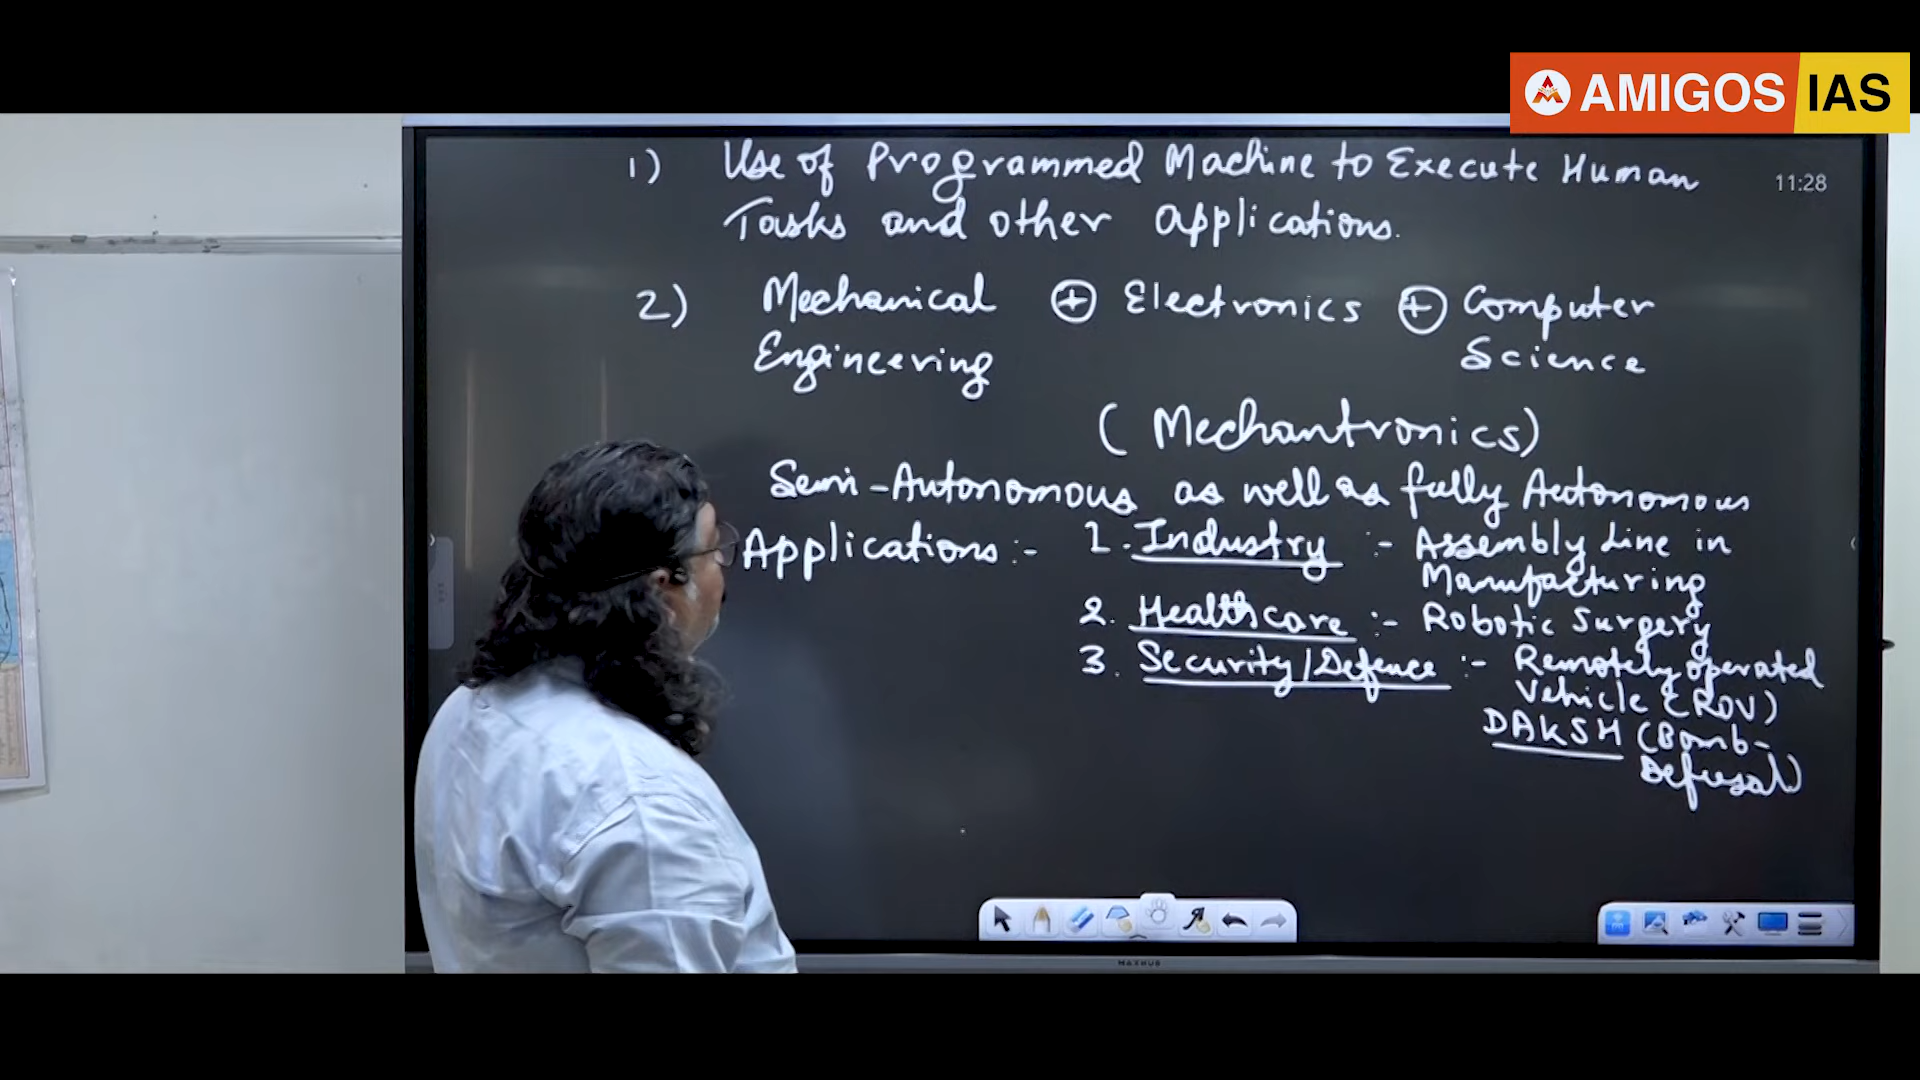 AMIGOS IAS
11:28
1) Use of Programmed Machine to Execute Human
Tasks and other applications.
2) Mechanical ⊕ Electronics ⊕ Computer
Engineering Science
(Mechantronics)
Semi-Autonomous as well as fully Autonomous
Applications:- 1. Industry :- Assembly Line in
Manufacturing
2. Healthcare :- Robotic Surgery
3. Security/Defence :- Remotely operated
Vehicle (ROV)
DAKSH (Bomb-
Defusal)
MAXHUB